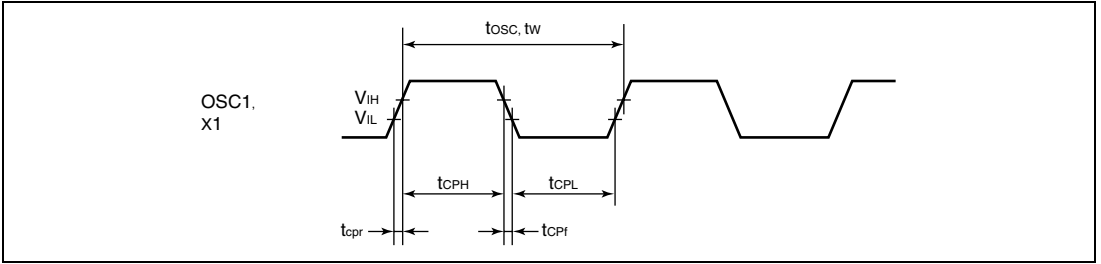 tOSC, tw
OSC1,
X1
VIH
VIL
tCPH
tCPL
tcpr
tCPf